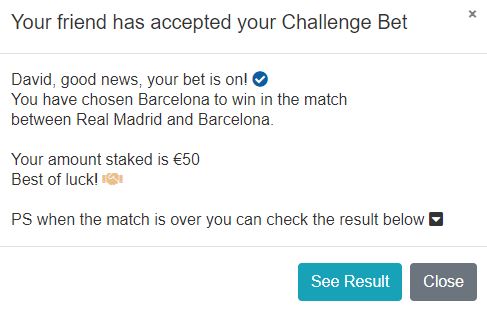 Your friend has accepted your Challenge Bet
×
David, good news, your bet is on!
You have chosen Barcelona to win in the match
between Real Madrid and Barcelona.
Your amount staked is €50
Best of luck!
PS when the match is over you can check the result below
See Result
Close